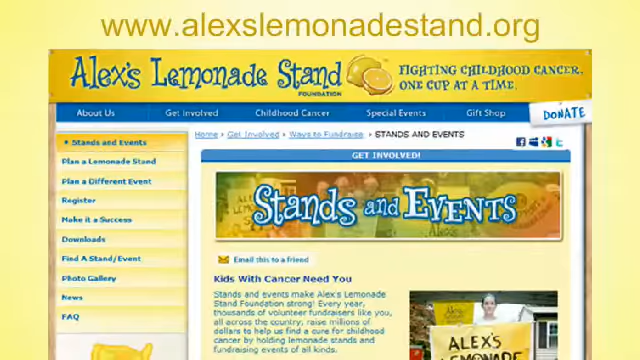 www.alexslemonadestand.org
Alex's Lemonade Stand
FOUNDATION
FIGHTING CHILDHOOD CANCER,
ONE CUP AT A TIME.
About Us
Get Involved
Childhood Cancer
Special Events
Gift Shop
DONATE
Home > Get Involved > Ways to Fundraise > STANDS AND EVENTS
Stands and Events
Plan a Lemonade Stand
Plan a Different Event
Register
Make it a Success
Downloads
Find A Stand/Event
Photo Gallery
News
FAQ
GET INVOLVED!
Stands and Events
Email this to a friend
Kids With Cancer Need You
Stands and events make Alex's Lemonade
Stand Foundation strong! Every year,
thousands of volunteer fundraisers like you,
all across the country, raise millions of
dollars to help us find a cure for childhood
cancer by holding lemonade stands and
fundraising events of all kinds.
ALEX'S
LEMONADE